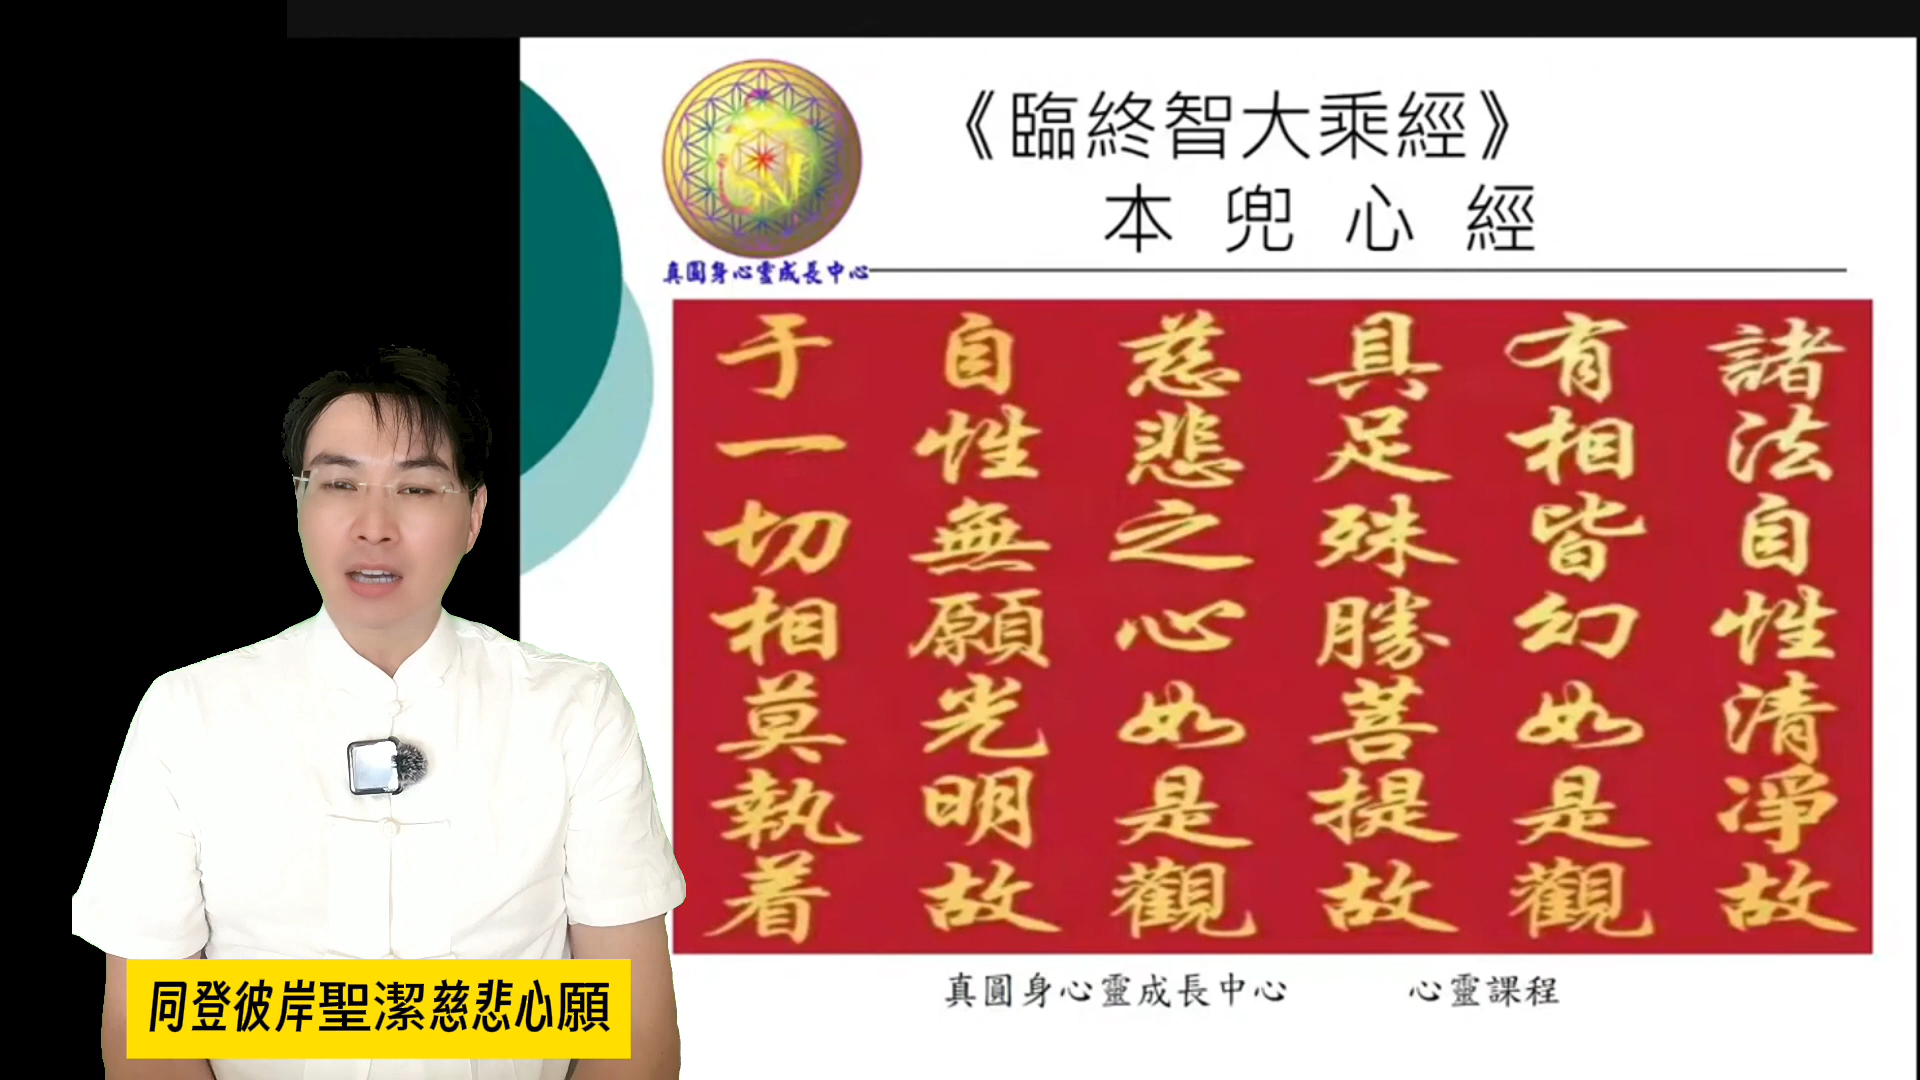 《臨終智大乘經》
本兜心經
真圓身心靈成長中心
諸法自性清淨故
有相皆幻如是觀
具足殊勝菩提故
慈悲之心如是觀
自性無願光明故
于一切相莫執着
真圓身心靈成長中心 心靈課程
同登彼岸聖潔慈悲心願